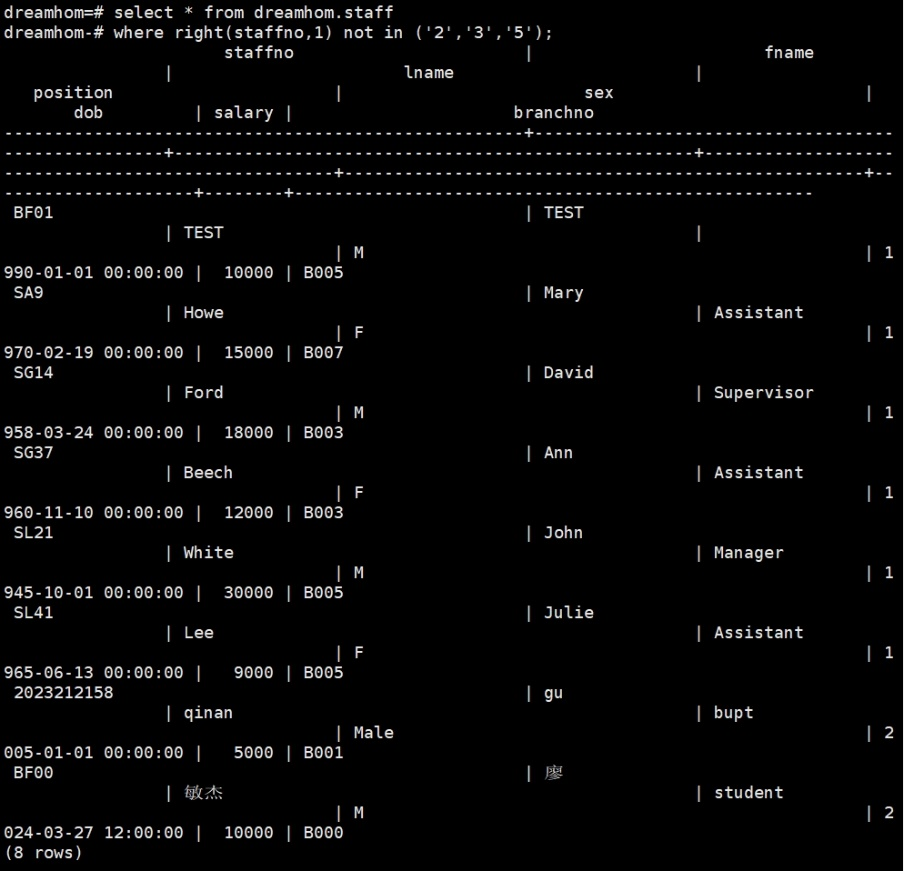 dreamhom=# select * from dreamhom.staff
dreamhom-# where right(staffno,1) not in ('2','3','5');
                      staffno                       |                       fname
                |                       lname                        |
   position                      |                        sex                         |
       dob         | salary |                      branchno
----------------------------------------------------+------------------------------------
----------------+----------------------------------------------------+-------------------
---------------------------------+----------------------------------------------------+--
-------------------+--------+----------------------------------------------------
 BF01                                               | TEST
                | TEST                                               |
                                 | M                                                  | 1
990-01-01 00:00:00 |  10000 | B005
 SA9                                                | Mary
                | Howe                                               | Assistant
                                 | F                                                  | 1
970-02-19 00:00:00 |  15000 | B007
 SG14                                               | David
                | Ford                                               | Supervisor
                                 | M                                                  | 1
958-03-24 00:00:00 |  18000 | B003
 SG37                                               | Ann
                | Beech                                              | Assistant
                                 | F                                                  | 1
960-11-10 00:00:00 |  12000 | B003
 SL21                                               | John
                | White                                              | Manager
                                 | M                                                  | 1
945-10-01 00:00:00 |  30000 | B005
 SL41                                               | Julie
                | Lee                                                | Assistant
                                 | F                                                  | 1
965-06-13 00:00:00 |   9000 | B005
 2023212158                                         | gu
                | qinan                                              | bupt
                                 | Male                                               | 2
005-01-01 00:00:00 |   5000 | B001
 BF00                                               | 廖
                | 敏杰                                               | student
                                 | M                                                  | 2
024-03-27 12:00:00 |  10000 | B000
(8 rows)